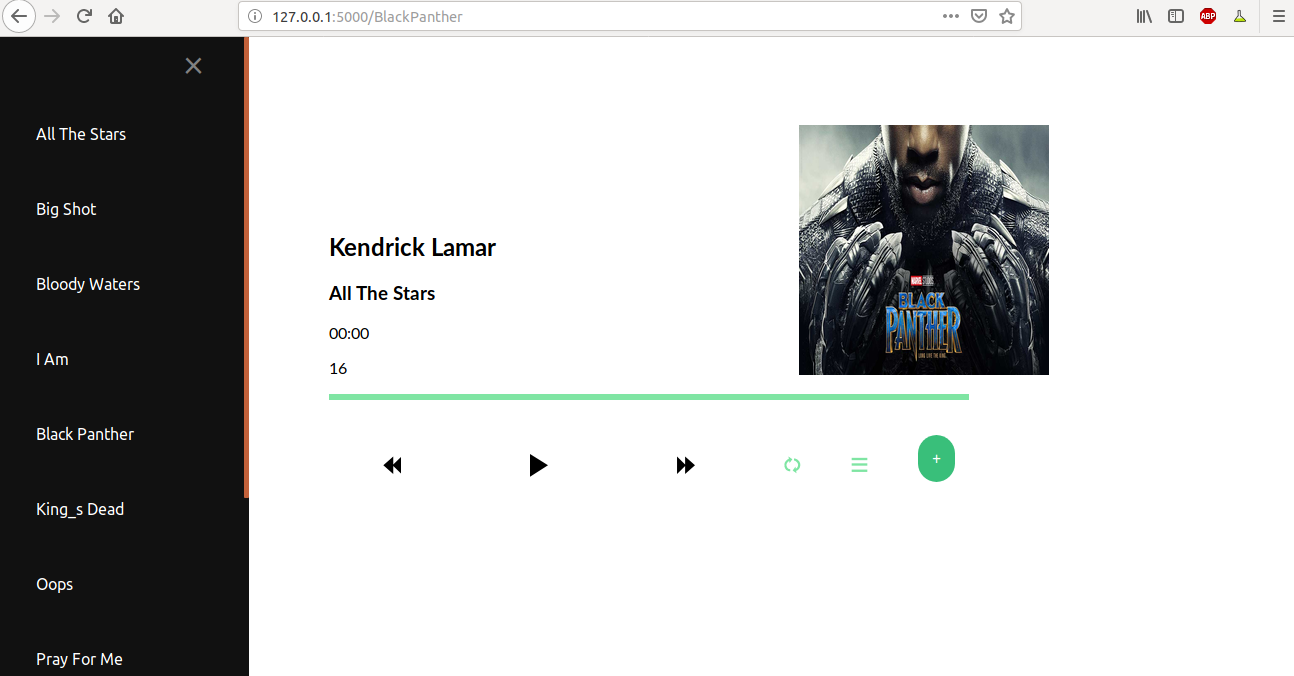 127.0.0.1:5000/BlackPanther
ABP
×
All The Stars
Big Shot
Bloody Waters
I Am
Black Panther
King_s Dead
Oops
Pray For Me
Kendrick Lamar
All The Stars
00:00
16
+
MARVEL STUDIOS
BLACK
PANTHER
LONG LIVE THE KING